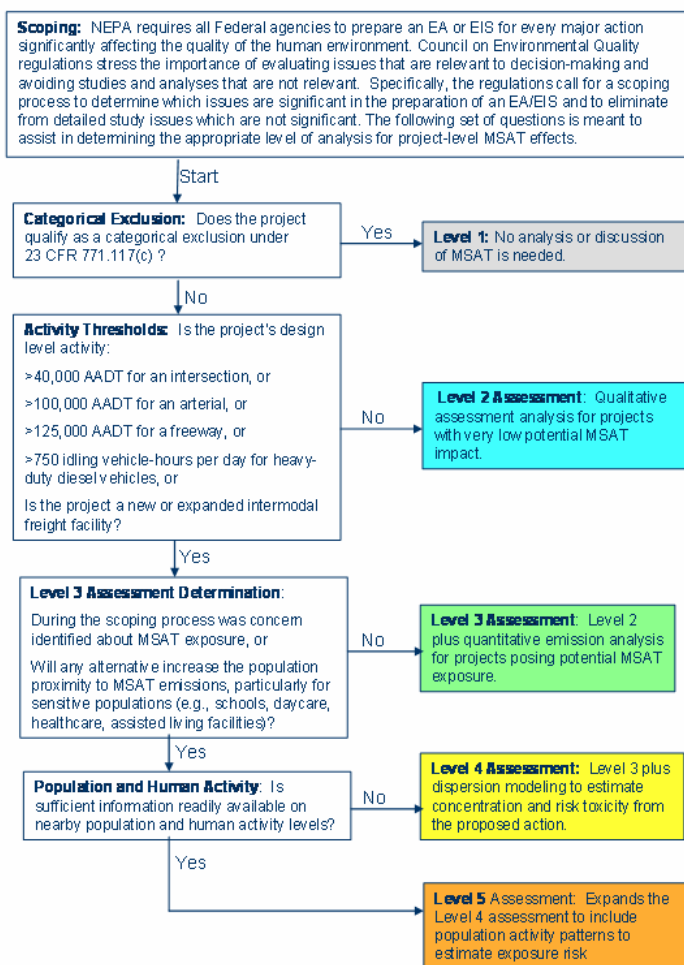 Scoping: NEPA requires all Federal agencies to prepare an EA or EIS for every major action
significantly affecting the quality of the human environment. Council on Environmental Quality
regulations stress the importance of evaluating issues that are relevant to decision-making and
avoiding studies and analyses that are not relevant. Specifically, the regulations call for a scoping
process to determine which issues are significant in the preparation of an EA/EIS and to eliminate
from detailed study issues which are not significant. The following set of questions is meant to
assist in determining the appropriate level of analysis for project-level MSAT effects.
Start
Categorical Exclusion: Does the project
qualify as a categorical exclusion under
23 CFR 771.117(c) ?
Yes
Level 1: No analysis or discussion
of MSAT is needed.
No
Activity Thresholds: Is the project's design
level activity:
>40,000 AADT for an intersection, or
>100,000 AADT for an arterial, or
>125,000 AADT for a freeway, or
>750 idling vehicle-hours per day for heavy-
duty diesel vehicles, or
Is the project a new or expanded intermodal
freight facility?
No
Level 2 Assessment: Qualitative
assessment analysis for projects
with very low potential MSAT
impact.
Yes
Level 3 Assessment Determination:
During the scoping process was concern
identified about MSAT exposure, or
Will any alternative increase the population
proximity to MSAT emissions, particularly for
sensitive populations (e.g., schools, daycare,
healthcare, assisted living facilities)?
No
Level 3 Assessment: Level 2
plus quantitative emission analysis
for projects posing potential MSAT
exposure.
Yes
Population and Human Activity: Is
sufficient information readily available on
nearby population and human activity levels?
No
Level 4 Assessment: Level 3 plus
dispersion modeling to estimate
concentration and risk toxicity from
the proposed action.
Yes
Level 5 Assessment: Expands the
Level 4 assessment to include
population activity patterns to
estimate exposure risk